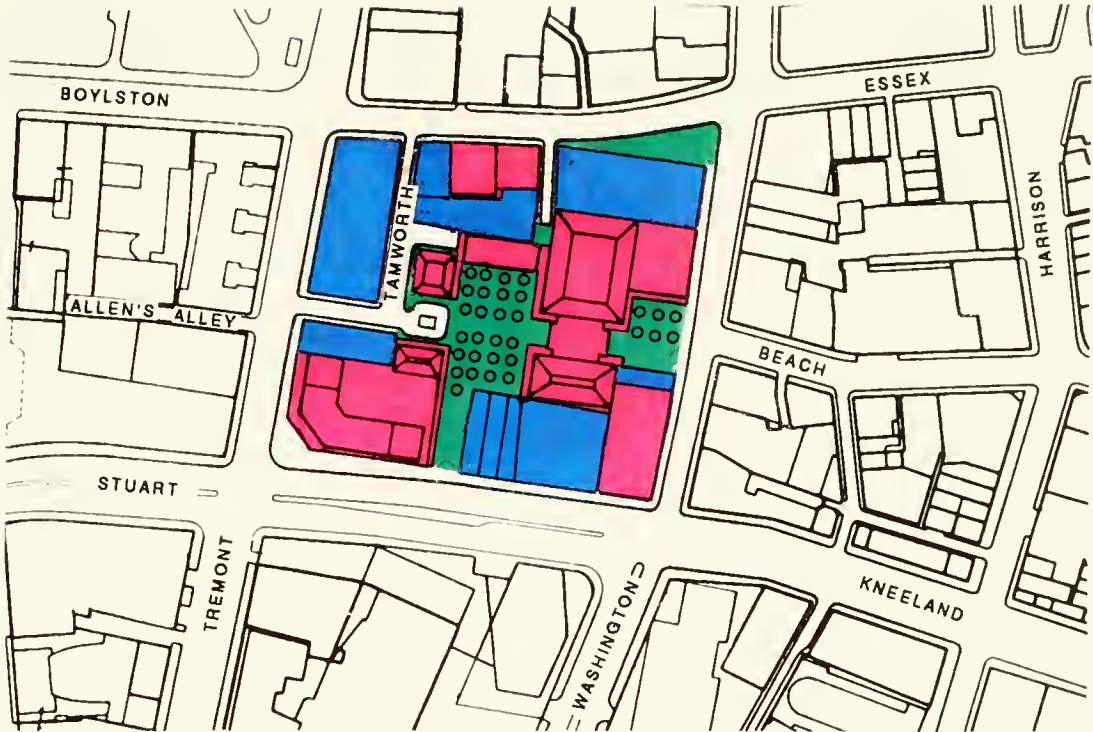 BOYLSTON
ESSEX
TAMWORTH
HARRISON
ALLEN'S ALLEY
BEACH
STUART
TREMONT
WASHINGTON
KNEELAND